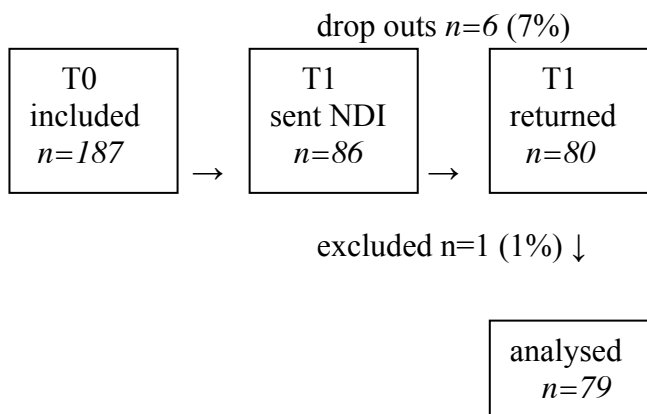 drop outs n=6 (7%)
T0
included
n=187
→
T1
sent NDI
n=86
→
T1
returned
n=80
excluded n=1 (1%) ↓
analysed
n=79